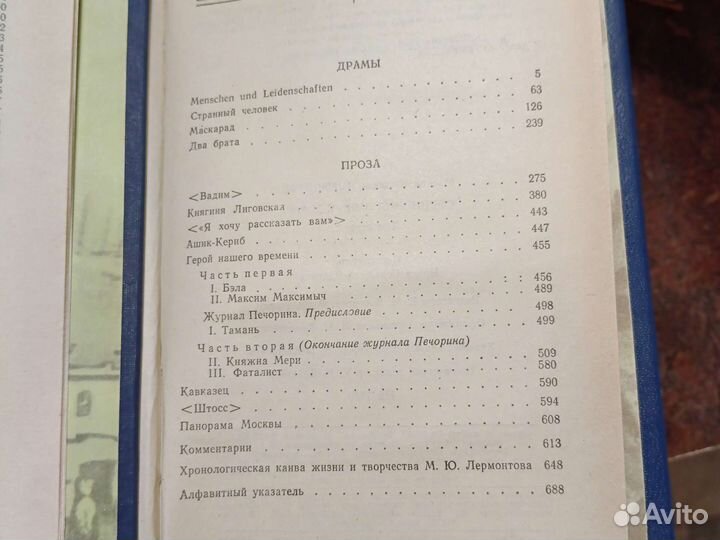 ДРАМЫ
Menschen und Leidenschaften . . . . . . . . . . . . 5
Странный человек . . . . . . . . . . . . . . . 63
Маскарад . . . . . . . . . . . . . . . . . . 126
Два брата . . . . . . . . . . . . . . . . . . 239
ПРОЗА
<Вадим> . . . . . . . . . . . . . . . . . . 275
Княгиня Лиговская . . . . . . . . . . . . . . . 380
<«Я хочу рассказать вам»> . . . . . . . . . . . . 443
Ашик-Кериб . . . . . . . . . . . . . . . . . 447
Герой нашего времени . . . . . . . . . . . . . . 455
Часть первая
I. Бэла . . . . . . . . . . . . . . . . . 456
II. Максим Максимыч . . . . . . . . . . . . . 489
Журнал Печорина. Предисловие . . . . . . . . . . 498
I. Тамань . . . . . . . . . . . . . . . . 499
Часть вторая (Окончание журнала Печорина)
II. Княжна Мери . . . . . . . . . . . . . . 509
III. Фаталист . . . . . . . . . . . . . . . 580
Кавказец . . . . . . . . . . . . . . . . . . 590
<Штосс> . . . . . . . . . . . . . . . . . . 594
Панорама Москвы . . . . . . . . . . . . . . . 608
Комментарии . . . . . . . . . . . . . . . . . 613
Хронологическая канва жизни и творчества М. Ю. Лермонтова 648
Алфавитный указатель . . . . . . . . . . . . . . 688
Avito